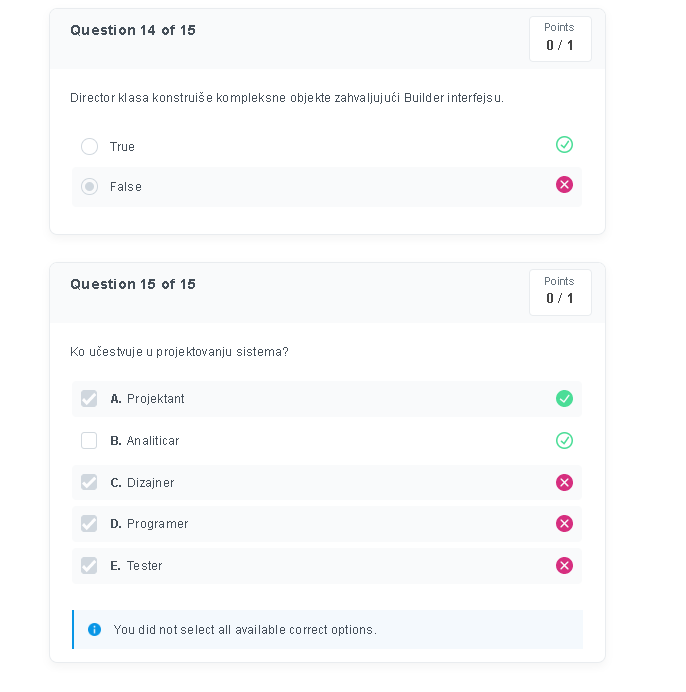 Question 14 of 15
Points
0 / 1
Director klasa konstruiše kompleksne objekte zahvaljujući Builder interfejsu.
True
False
Question 15 of 15
Points
0 / 1
Ko učestvuje u projektovanju sistema?
A. Projektant
B. Analiticar
C. Dizajner
D. Programer
E. Tester
You did not select all available correct options.